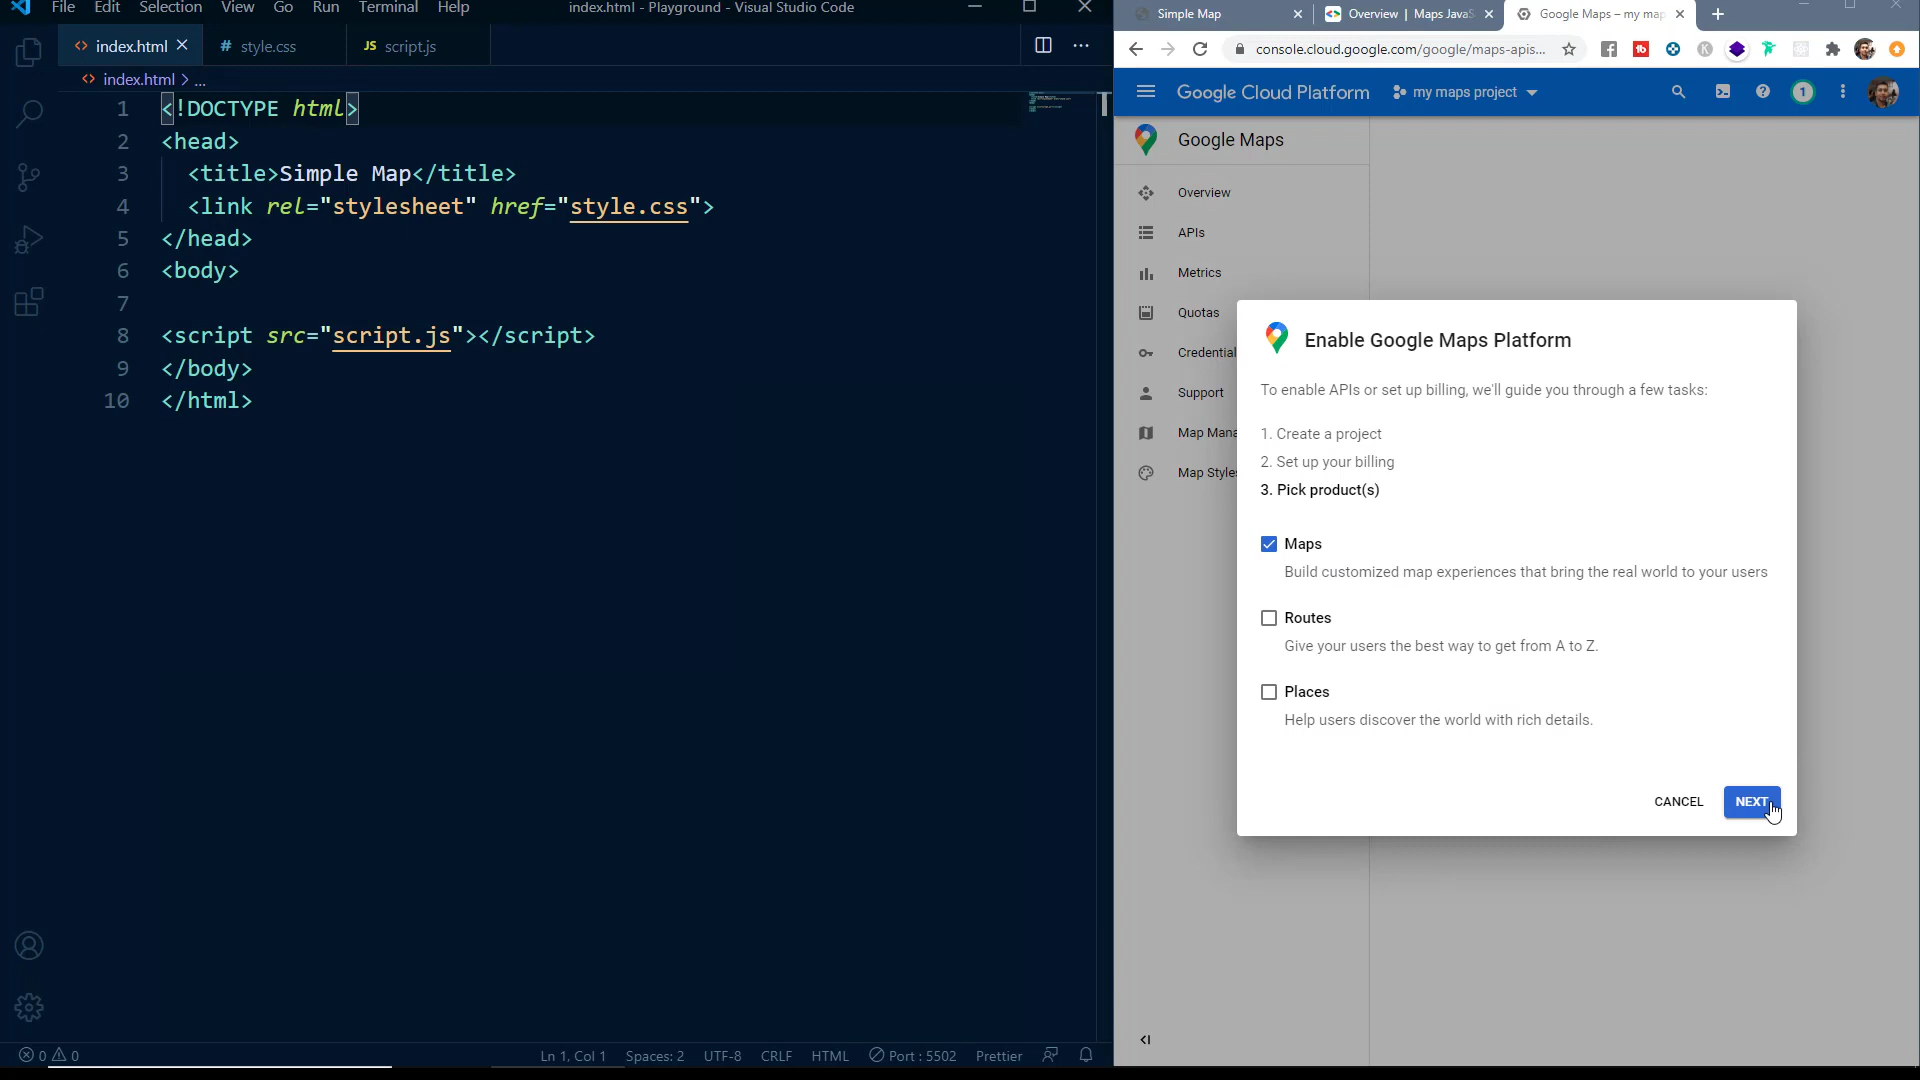 File Edit Selection View Go Run Terminal Help
index.html - Playground - Visual Studio Code
index.html
# style.css
JS script.js
index.html > ...
1 <!DOCTYPE html>
2 <head>
3 <title>Simple Map</title>
4 <link rel="stylesheet" href="style.css">
5 </head>
6 <body>
7
8 <script src="script.js"></script>
9 </body>
10 </html>
0 0
Ln 1, Col 1 Spaces: 2 UTF-8 CRLF HTML Port : 5502 Prettier
Simple Map
Overview | Maps JavaS
Google Maps – my map
console.cloud.google.com/google/maps-apis...
Google Cloud Platform my maps project 1
Google Maps
Overview
APIs
Metrics
Quotas
Credential
Support
Map Mana
Map Styles
Enable Google Maps Platform
To enable APIs or set up billing, we'll guide you through a few tasks:
1. Create a project
2. Set up your billing
3. Pick product(s)
Maps
Build customized map experiences that bring the real world to your users
Routes
Give your users the best way to get from A to Z.
Places
Help users discover the world with rich details.
CANCEL NEXT